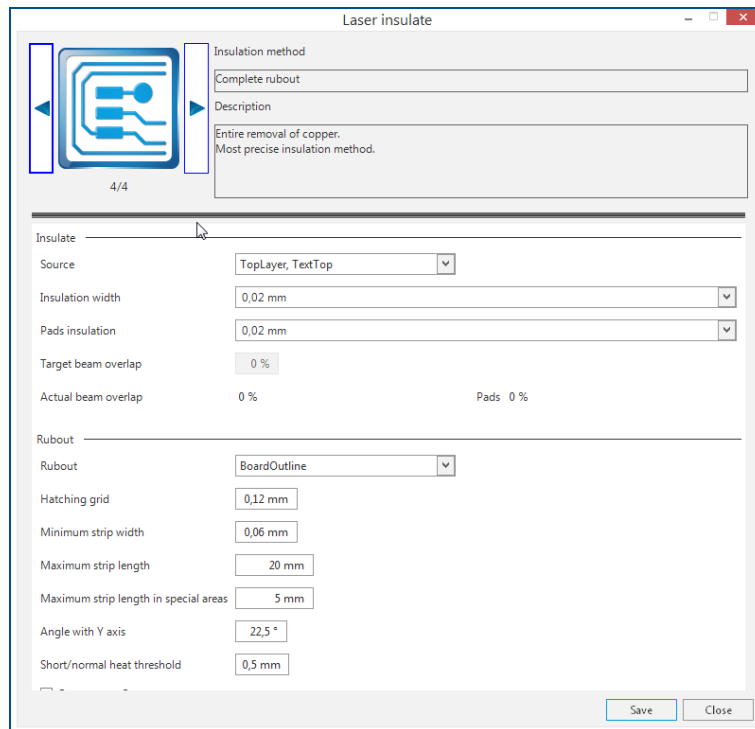 Laser insulate
Insulation method
Complete rubout
Description
Entire removal of copper.
Most precise insulation method.
4/4
Insulate
Source TopLayer, TextTop
Insulation width 0,02 mm
Pads insulation 0,02 mm
Target beam overlap 0 %
Actual beam overlap 0 % Pads 0 %
Rubout
Rubout BoardOutline
Hatching grid 0,12 mm
Minimum strip width 0,06 mm
Maximum strip length 20 mm
Maximum strip length in special areas 5 mm
Angle with Y axis 22,5 °
Short/normal heat threshold 0,5 mm
Save Close